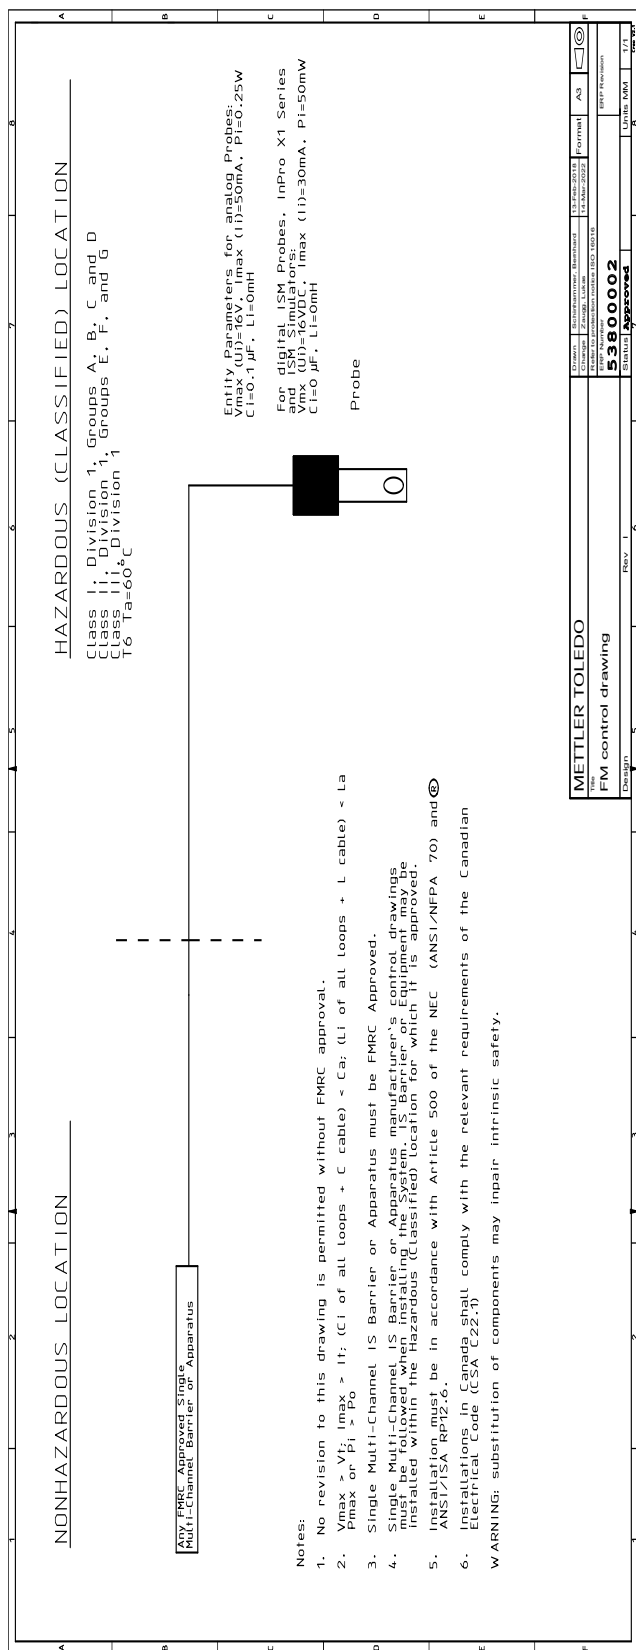 NONHAZARDOUS LOCATION
HAZARDOUS (CLASSIFIED) LOCATION
Class I, Division 1, Groups A, B, C and D
Class II, Division 1, Groups E, F, and G
Class III, Division 1
T6 Ta=60°C
Any FMRC Approved Single
Multi-Channel Barrier or Apparatus
Entity Parameters for analog Probes:
Vmax (Ui)=16V, Imax (Ii)=50mA, Pi=0.25W
Ci=0.1 µF, Li=0mH
For digital ISM Probes, InPro X1 Series
and ISM Simulators:
Vmx (Ui)=16VDC, Imax (Ii)=30mA, Pi=50mW
Ci=0 µF, Li=0mH
Probe
Notes:
1. No revision to this drawing is permitted without FMRC approval.
2. Vmax > Vt; Imax > It; (Ci of all loops + C cable) < Ca; (Li of all loops + L cable) < La
Pmax or Pi > Po
3. Single Multi-Channel IS Barrier or Apparatus must be FMRC Approved.
4. Single Multi-Channel IS Barrier or Apparatus manufacturer's control drawings
must be followed when installing the System. IS Barrier or Equipment may be
installed within the Hazardous (Classified) location for which it is approved.
5. Installation must be in accordance with Article 500 of the NEC (ANSI/NFPA 70) and ®
ANSI/ISA RP12.6.
6. Installations in Canada shall comply with the relevant requirements of the Canadian
Electrical Code (CSA C22.1)
WARNING: substitution of components may inpair intrinsic safety.
METTLER TOLEDO
Title
FM control drawing
Design
Rev I
Drawn Schinhammer, Bernhard 13-Feb-2018
Change Zaugg, Lukas 14-Mar-2022
Format A3
Refer to protection notice ISO 16016
ERP Number
53800002
ERP Revision
Status Approved
Units MM 1/1
1 2 3 4 5 6 7 8
A B C D E F